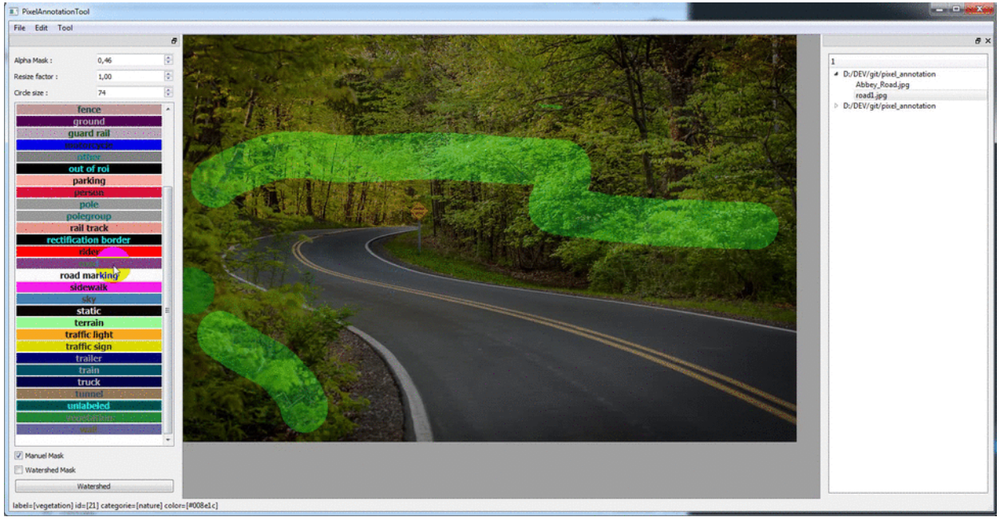 PixelAnnotationTool
File Edit Tool
Alpha Mask : 0,46
Resize factor : 1,00
Circle size : 74
fence
ground
guard rail
other
out of roi
parking
person
pole
polegroup
rail track
rectification border
rider
road
road marking
sidewalk
sky
static
terrain
traffic light
traffic sign
trailer
train
truck
tunnel
unlabeled
vegetation
wall
Manuel Mask
Watershed Mask
Watershed
label=[vegetation] id=[21] categorie=[nature] color=[#008e1c]
1
D:/DEV/git/pixel_annotation
Abbey_Road.jpg
road1.jpg
D:/DEV/git/pixel_annotation